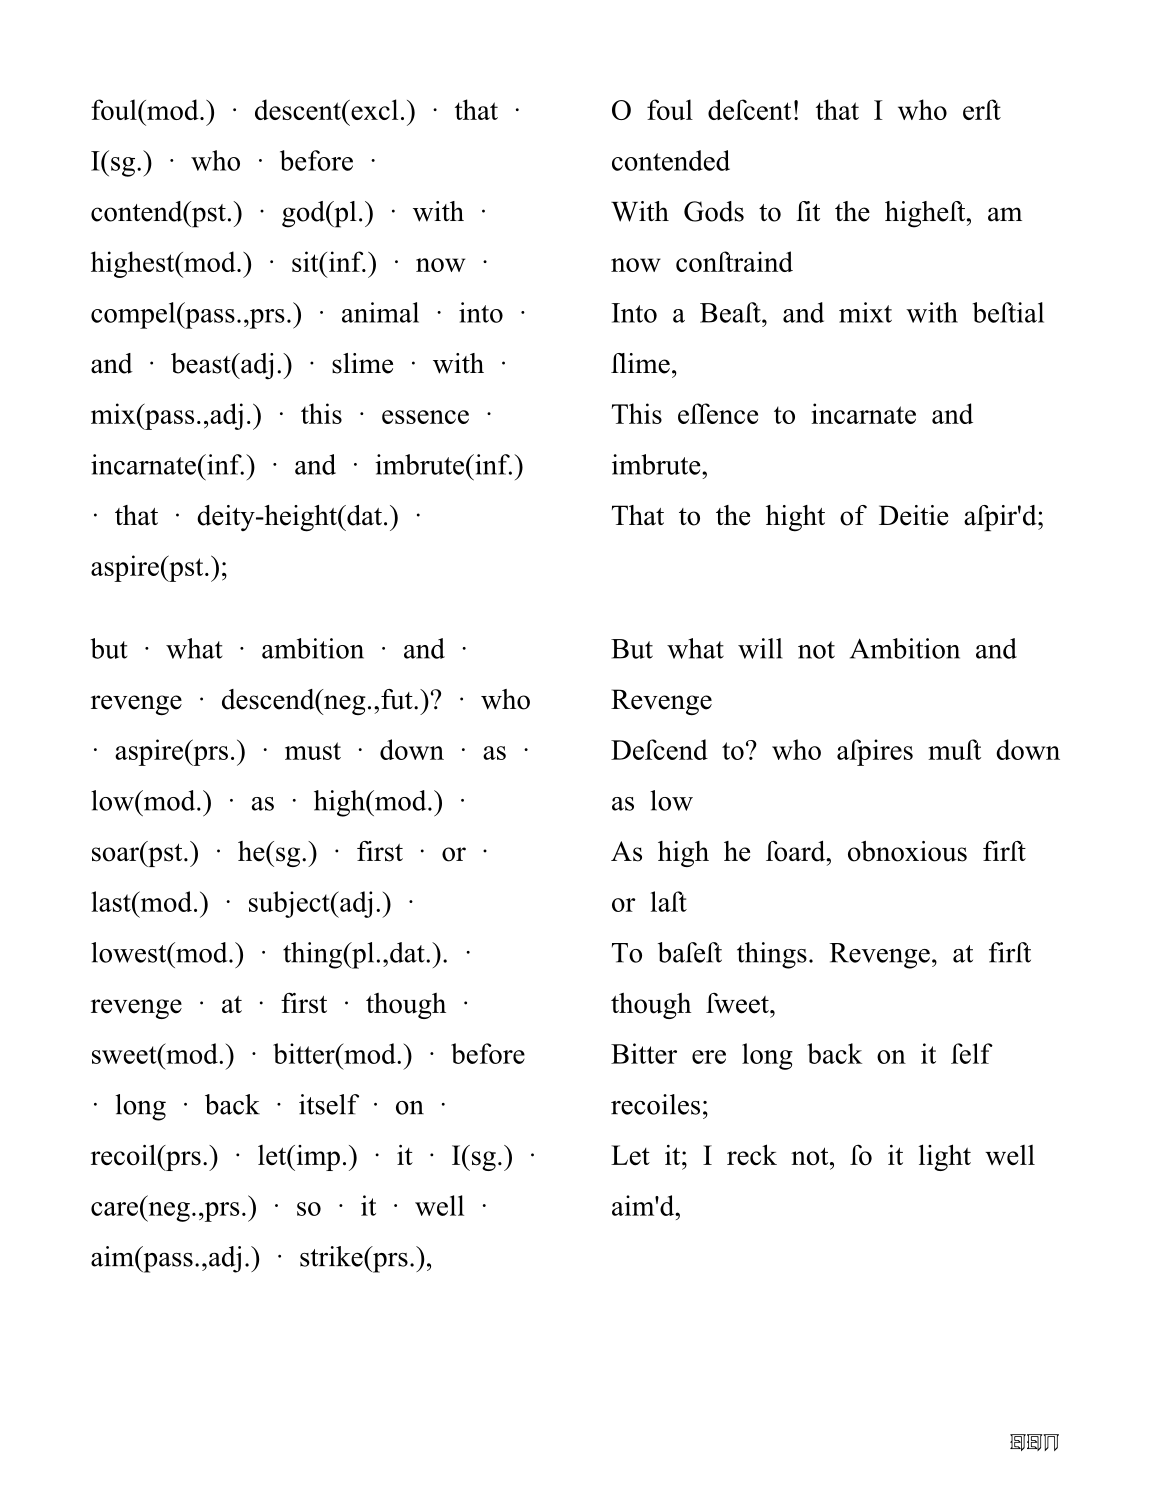 foul(mod.) · descent(excl.) · that ·
I(sg.) · who · before ·
contend(pst.) · god(pl.) · with ·
highest(mod.) · sit(inf.) · now ·
compel(pass.,prs.) · animal · into ·
and · beast(adj.) · slime · with ·
mix(pass.,adj.) · this · essence ·
incarnate(inf.) · and · imbrute(inf.)
· that · deity-height(dat.) ·
aspire(pst.);
O foul deſcent! that I who erſt
contended
With Gods to ſit the higheſt, am
now conſtraind
Into a Beaſt, and mixt with beſtial
ſlime,
This eſſence to incarnate and
imbrute,
That to the hight of Deitie aſpir'd;
but · what · ambition · and ·
revenge · descend(neg.,fut.)? · who
· aspire(prs.) · must · down · as ·
low(mod.) · as · high(mod.) ·
soar(pst.) · he(sg.) · first · or ·
last(mod.) · subject(adj.) ·
lowest(mod.) · thing(pl.,dat.). ·
revenge · at · first · though ·
sweet(mod.) · bitter(mod.) · before
· long · back · itself · on ·
recoil(prs.) · let(imp.) · it · I(sg.) ·
care(neg.,prs.) · so · it · well ·
aim(pass.,adj.) · strike(prs.),
But what will not Ambition and
Revenge
Deſcend to? who aſpires muſt down
as low
As high he ſoard, obnoxious firſt
or laſt
To baſeſt things. Revenge, at firſt
though ſweet,
Bitter ere long back on it ſelf
recoiles;
Let it; I reck not, ſo it light well
aim'd,